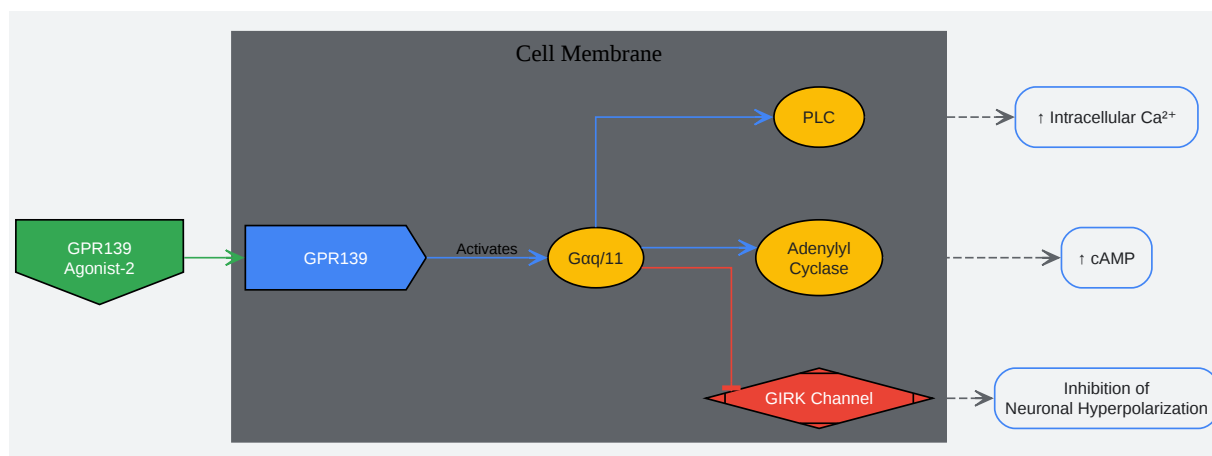 Cell Membrane
PLC
↑ Intracellular Ca²⁺
GPR139
Agonist-2
GPR139
Activates
Gαq/11
Adenylyl
Cyclase
↑ cAMP
GIRK Channel
Inhibition of
Neuronal Hyperpolarization